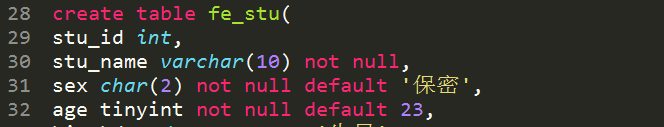 28 create table fe_stu(
29 stu_id int,
30 stu_name varchar(10) not null,
31 sex char(2) not null default '保密',
32 age tinyint not null default 23,